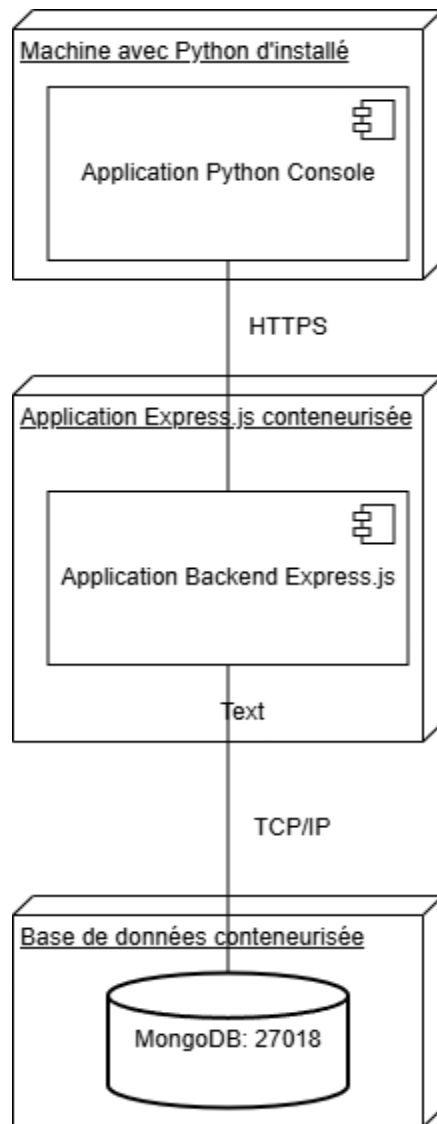 Machine avec Python d'installé
Application Python Console
HTTPS
Application Express.js conteneurisée
Application Backend Express.js
Text
TCP/IP
Base de données conteneurisée
MongoDB: 27018